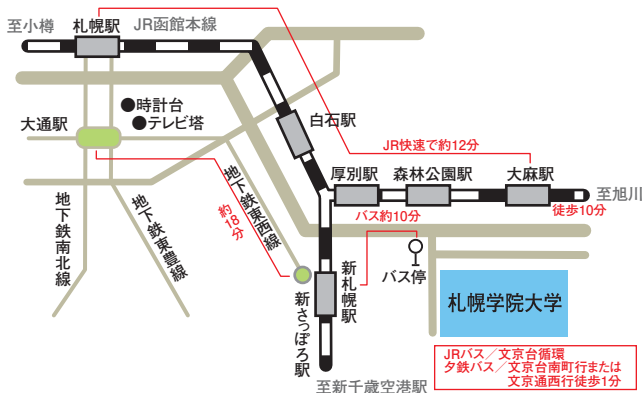 至小樽
札幌駅
JR函館本線
●時計台
●テレビ塔
大通駅
白石駅
JR快速で約12分
厚別駅
森林公園駅
大麻駅
至旭川
バス約10分
徒歩10分
地下鉄南北線
地下鉄東豊線
地下鉄東西線
約18分
バス停
新さっぽろ駅
新札幌駅
札幌学院大学
至新千歳空港駅
JRバス/文京台循環
夕鉄バス/文京台南町行または
文京通西行徒歩1分